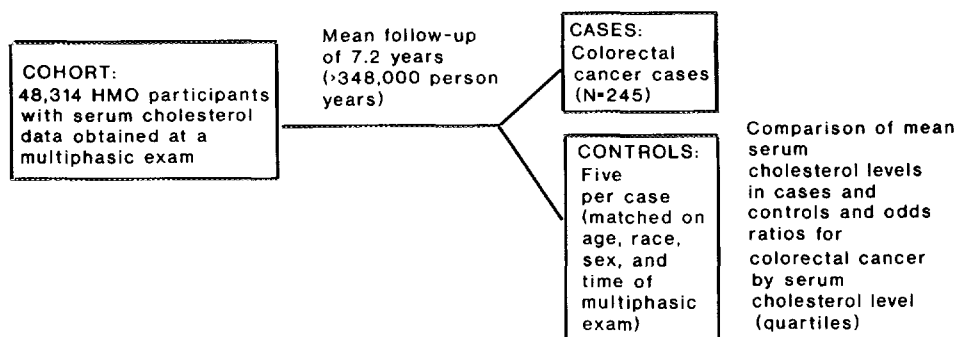 COHORT:
48,314 HMO participants
with serum cholesterol
data obtained at a
multiphasic exam
Mean follow-up
of 7.2 years
(>348,000 person
years)
CASES:
Colorectal
cancer cases
(N=245)
CONTROLS:
Five
per case
(matched on
age, race,
sex, and
time of
multiphasic
exam)
Comparison of mean
serum
cholesterol levels
in cases and
controls and odds
ratios for
colorectal cancer
by serum
cholesterol level
(quartiles)